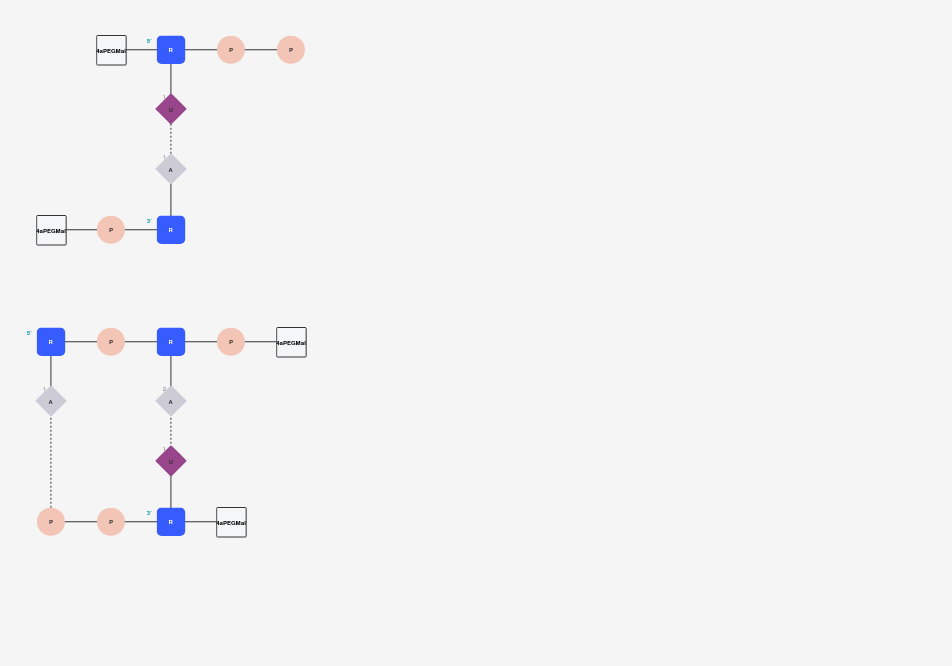 5' 4aPEGMal R P P
1 U
1 A
4aPEGMal P 3' R
5' R P R P 4aPEGMal
1 A 2 A
1 U
P P 3' R 4aPEGMal